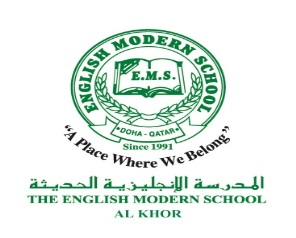 ENGLISH MODERN SCHOOL
E.M.S.
DOHA - QATAR
Since 1991
"A Place Where We Belong"
المدرسة الإنجليزية الحديثة
THE ENGLISH MODERN SCHOOL
AL KHOR